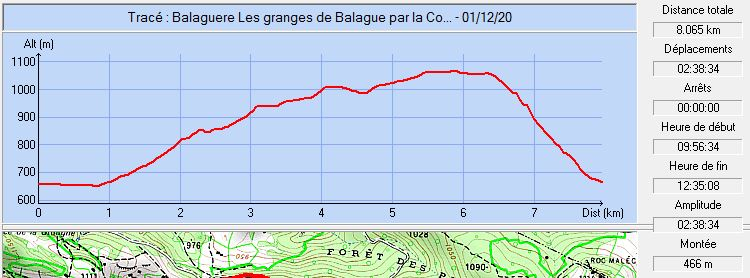 Tracé : Balaguere Les granges de Balague par la Co... - 01/12/20
Alt (m)
1100
1000
900
800
700
600
0 1 2 3 4 5 6 7 Dist (km)
Distance totale
8.065 km
Déplacements
02:38:34
Arrêts
00:00:00
Heure de début
09:56:34
Heure de fin
12:35:08
Amplitude
02:38:34
Montée
466 m
976
1028
FORÊT DES
1090
ROC MALÉC